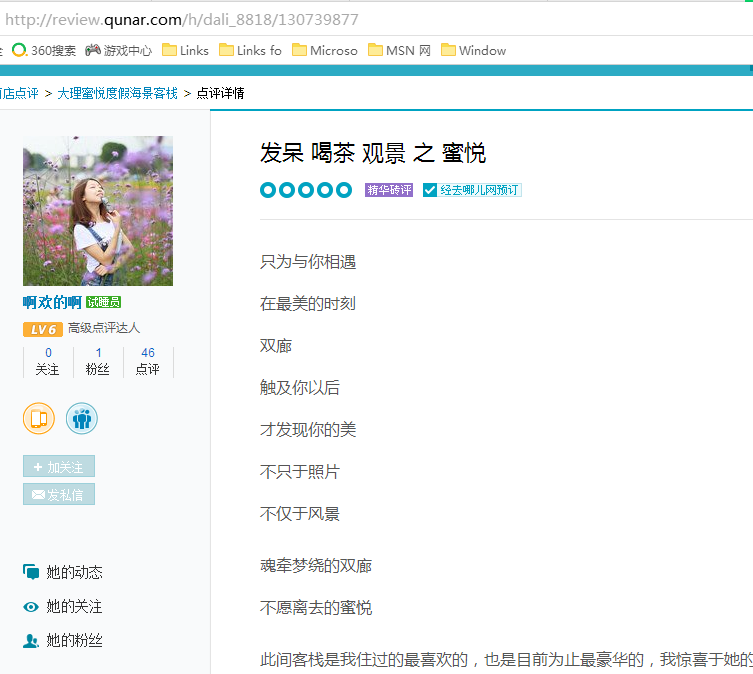 http://review.qunar.com/h/dali_8818/130739877
360搜索 游戏中心 Links Links fo Microso MSN 网 Window
店点评 > 大理蜜悦度假海景客栈 > 点评详情
发呆 喝茶 观景 之 蜜悦
精华砖评 经去哪儿网预订
啊欢的啊 试睡员
LV6 高级点评达人
0 1 46
关注 粉丝 点评
+ 加关注
发私信
她的动态
她的关注
她的粉丝
只为与你相遇
在最美的时刻
双廊
触及你以后
才发现你的美
不只于照片
不仅于风景
魂牵梦绕的双廊
不愿离去的蜜悦
此间客栈是我住过的最喜欢的，也是目前为止最豪华的，我惊喜于她的